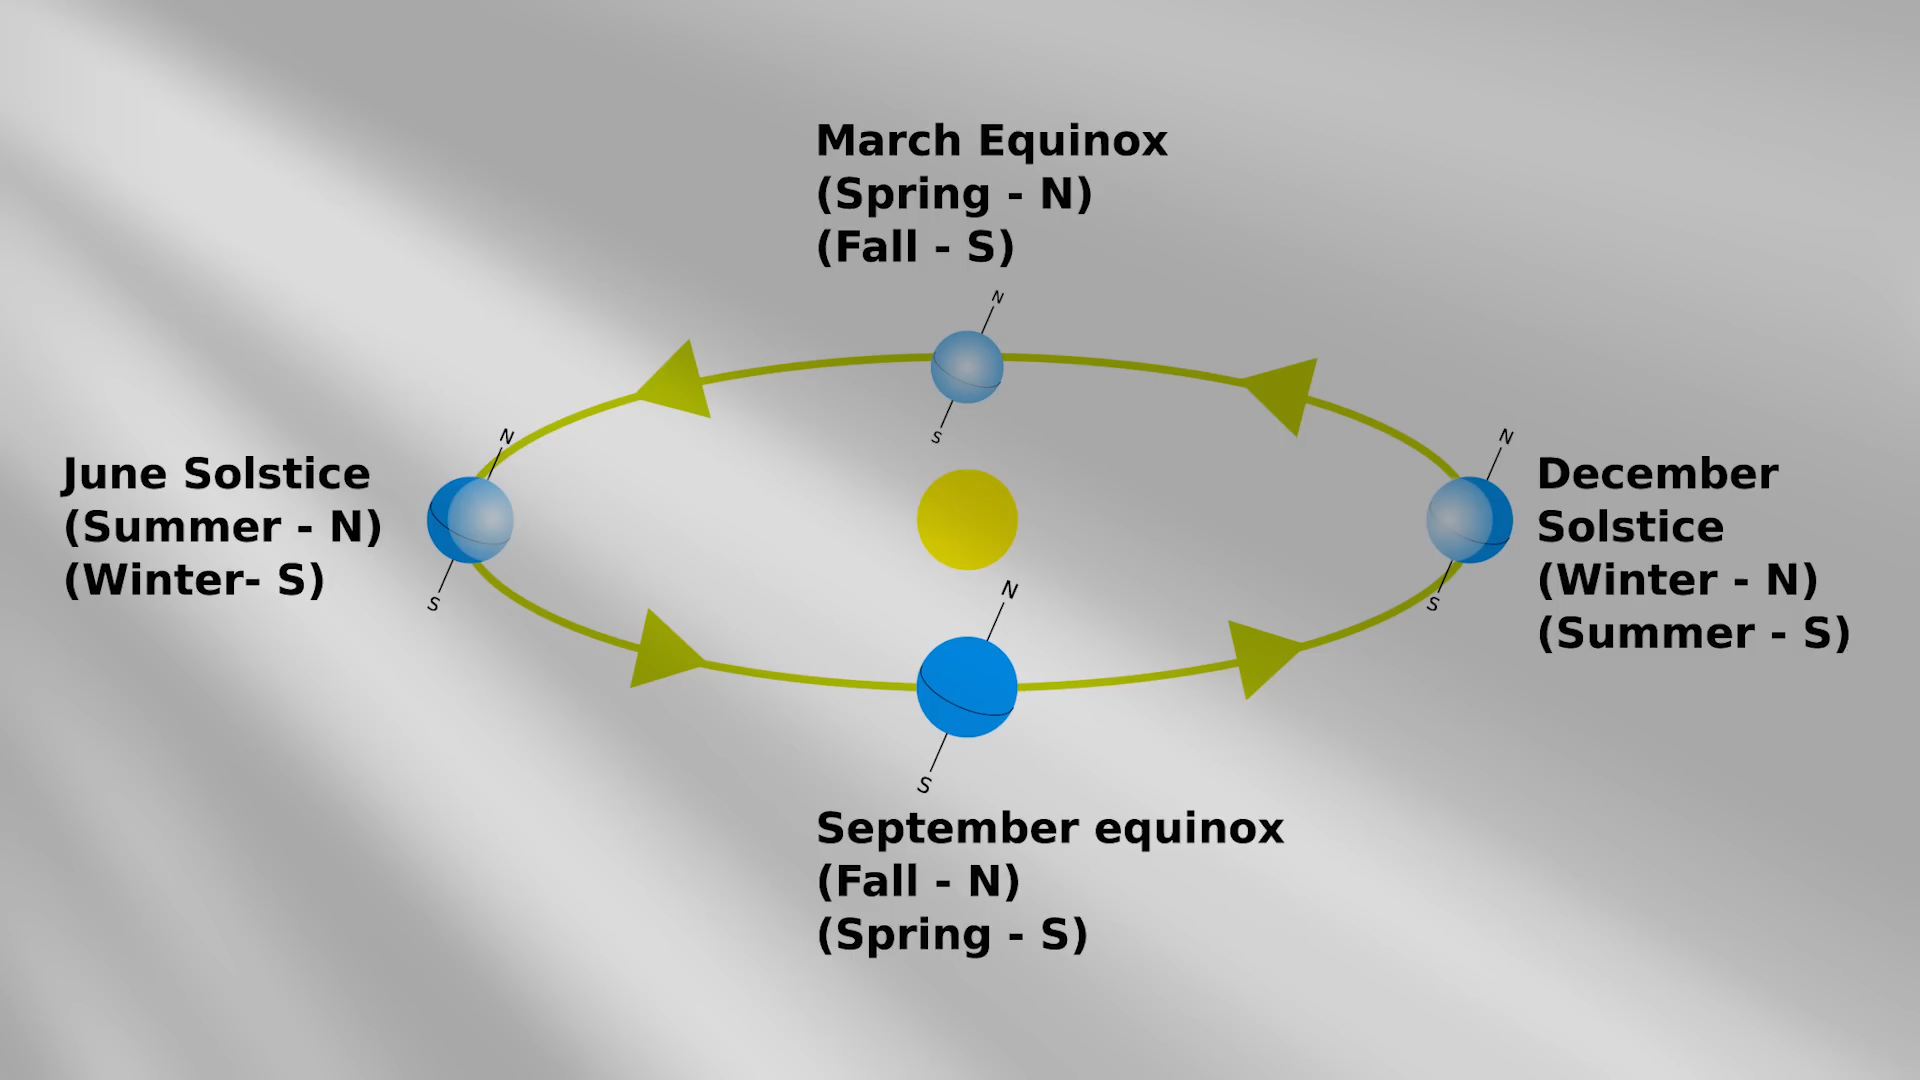 March Equinox
(Spring - N)
(Fall - S)
N
S
June Solstice
(Summer - N)
(Winter- S)
N
S
N
S
December
Solstice
(Winter - N)
(Summer - S)
N
S
September equinox
(Fall - N)
(Spring - S)